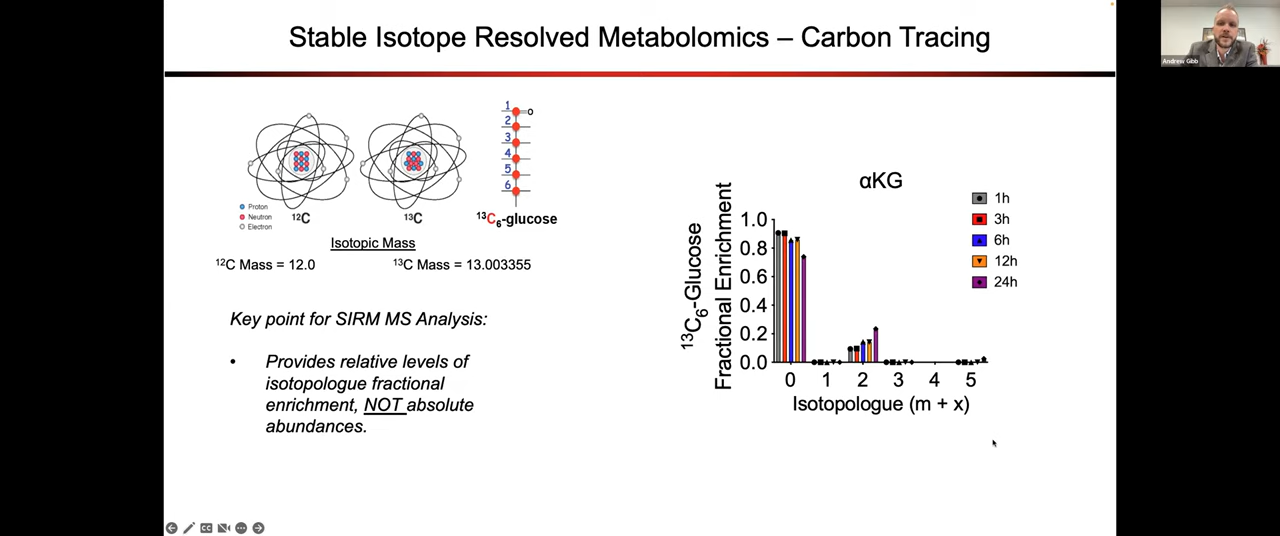 Stable Isotope Resolved Metabolomics – Carbon Tracing
Andrew Gibb
1
2
3
4
5
6
O
Proton
Neutron
Electron
¹²C
¹³C
¹³C₆-glucose
Isotopic Mass
¹²C Mass = 12.0
¹³C Mass = 13.003355
Key point for SIRM MS Analysis:
• Provides relative levels of
isotopologue fractional
enrichment, NOT absolute
abundances.
αKG
¹³C₆-Glucose
Fractional Enrichment
1.0
0.8
0.6
0.4
0.2
0.0
0 1 2 3 4 5
Isotopologue (m + x)
1h
3h
6h
12h
24h
CC